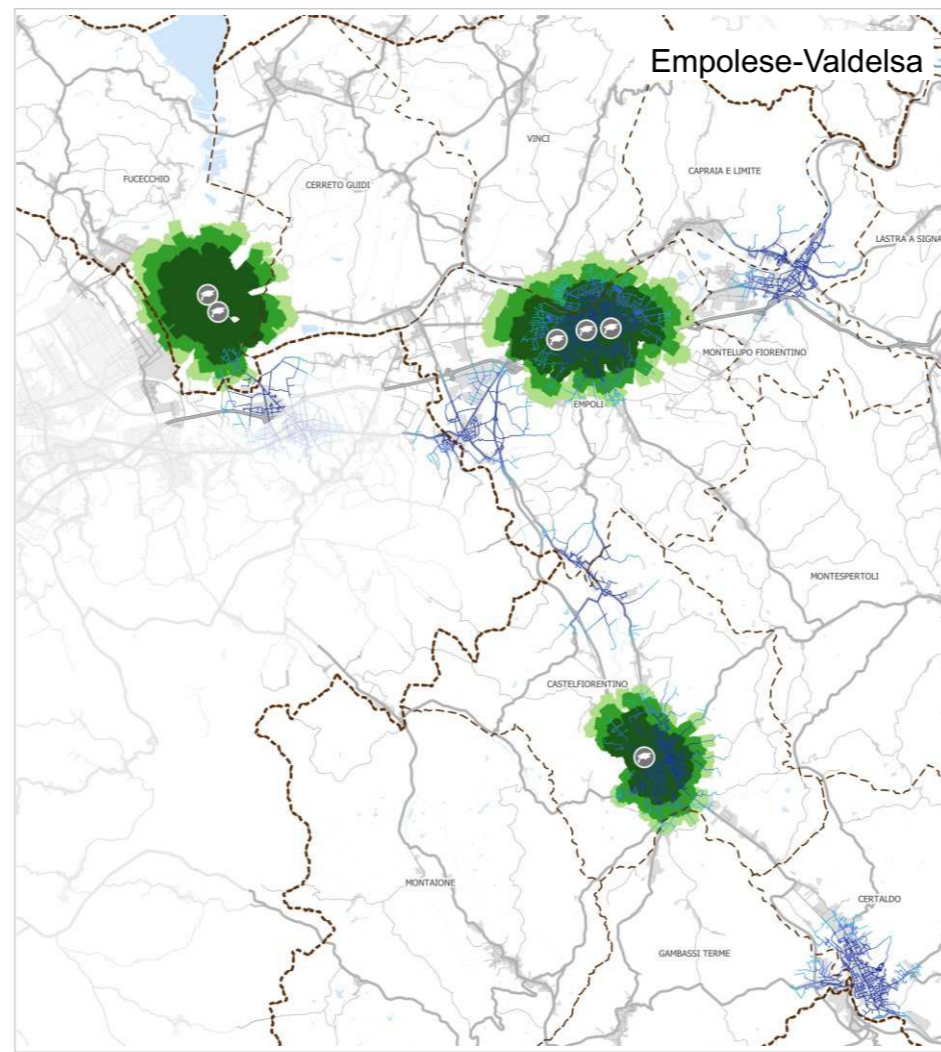 Empolese-Valdelsa
VINCI
CAPRAIA E LIMITE
FUCECCHIO
CERRETO GUIDI
LASTRA A SIGNA
MONTELUPO FIORENTINO
EMPOLI
MONTESPERTOLI
CASTELFIORENTINO
MONTAIONE
CERTALDO
GAMBASSI TERME